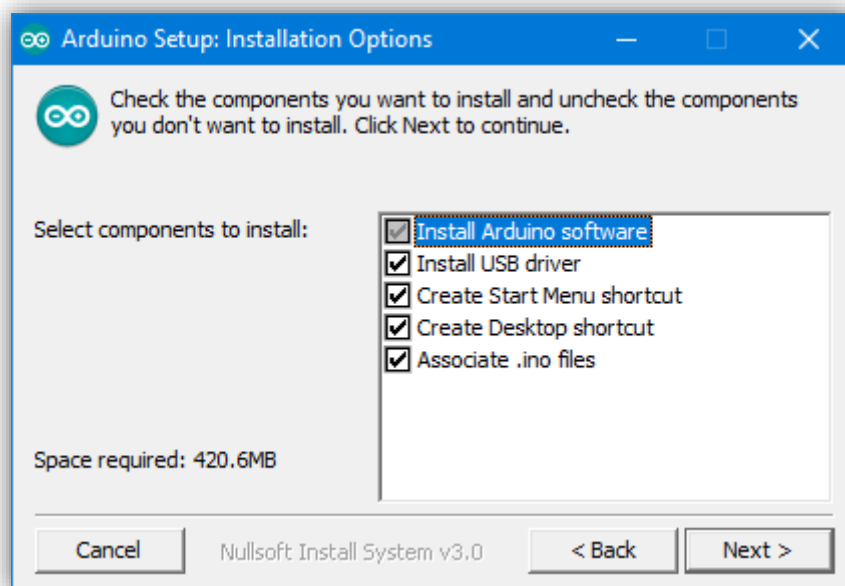 Arduino Setup: Installation Options
Check the components you want to install and uncheck the components
you don't want to install. Click Next to continue.
Select components to install:
Install Arduino software
Install USB driver
Create Start Menu shortcut
Create Desktop shortcut
Associate .ino files
Space required: 420.6MB
Cancel
Nullsoft Install System v3.0
< Back
Next >